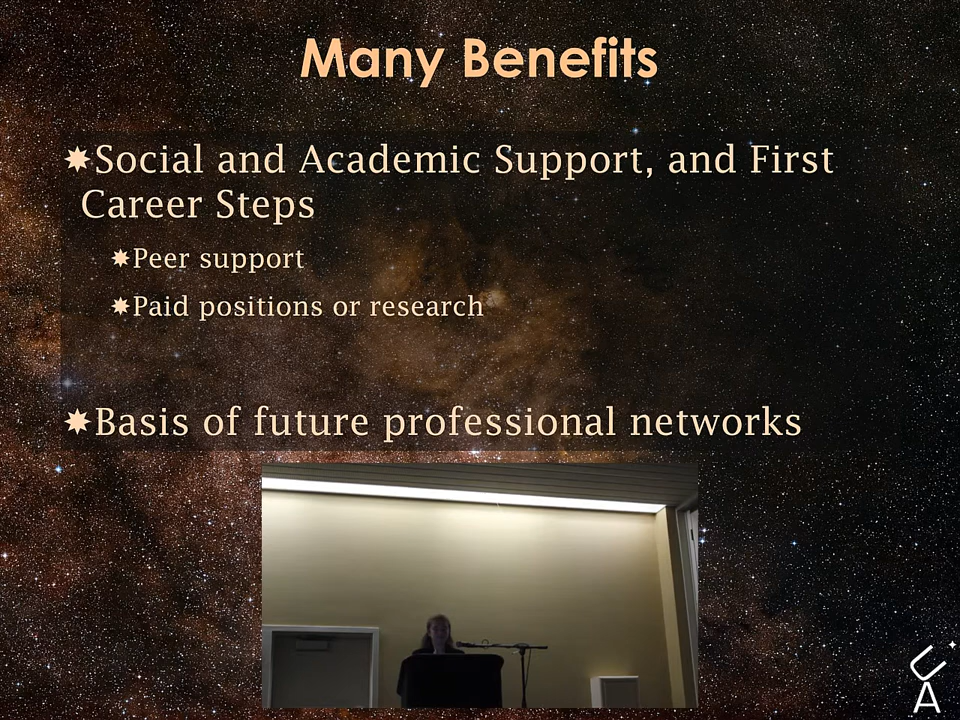 Many Benefits
Social and Academic Support, and First
Career Steps
Peer support
Paid positions or research
Basis of future professional networks
UA